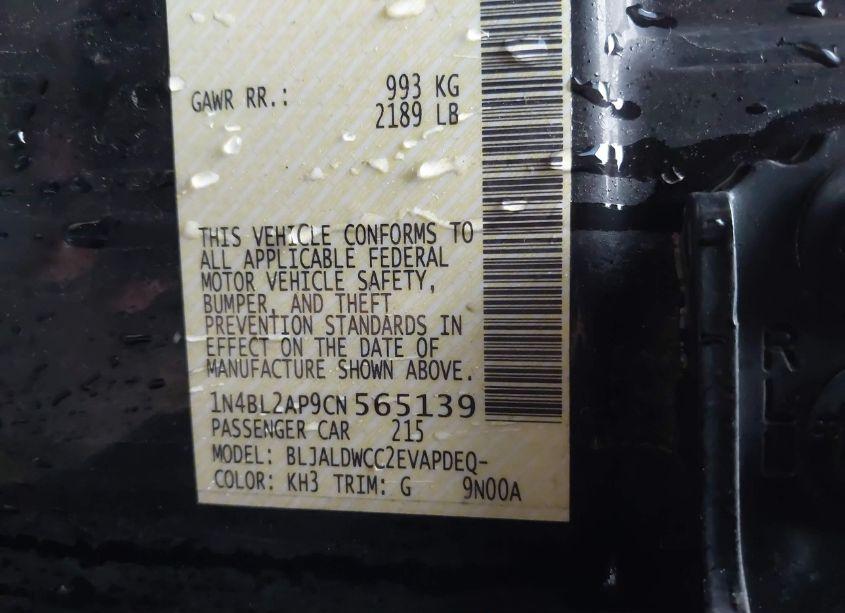 GAWR RR.: 993 KG
2189 LB
THIS VEHICLE CONFORMS TO
ALL APPLICABLE FEDERAL
MOTOR VEHICLE SAFETY,
BUMPER, AND THEFT
PREVENTION STANDARDS IN
EFFECT ON THE DATE OF
MANUFACTURE SHOWN ABOVE.
1N4BL2AP9CN 565139
PASSENGER CAR 215
MODEL: BLJALDWCC2EVAPDEQ-
COLOR: KH3 TRIM: G 9N00A